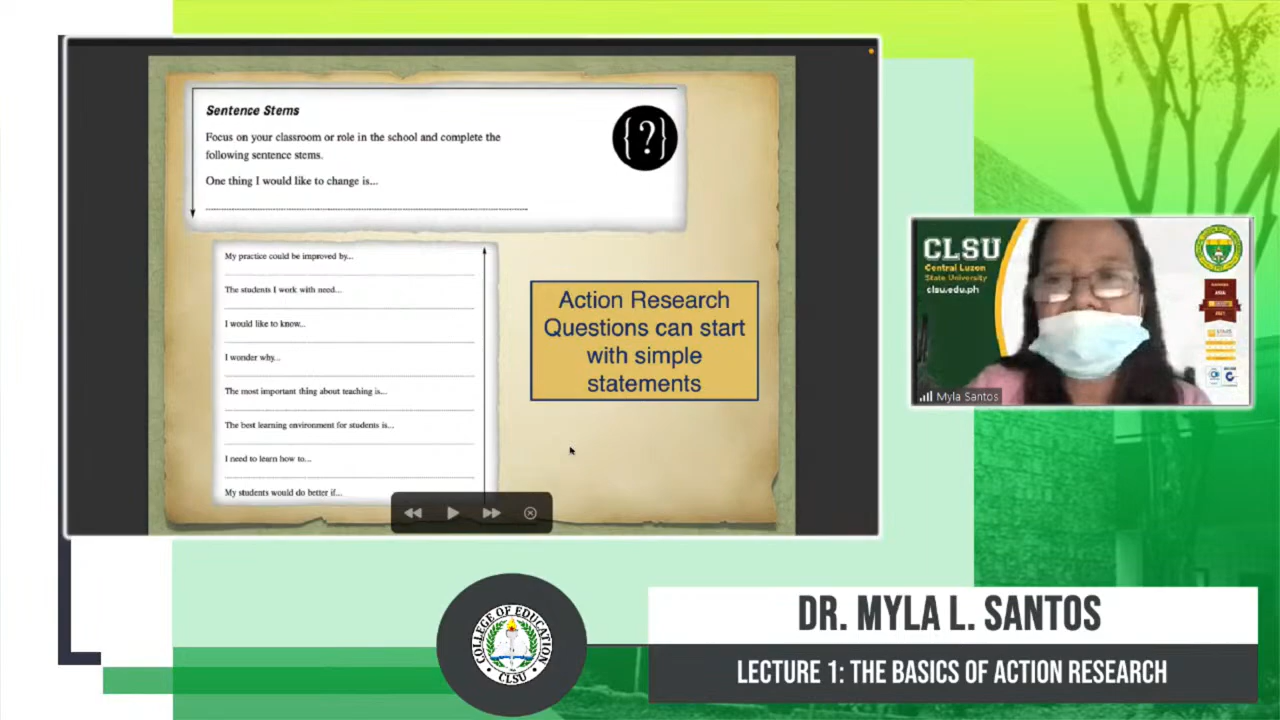 Sentence Stems
Focus on your classroom or role in the school and complete the
following sentence stems.
One thing I would like to change is...
{?}
My practice could be improved by...
The students I work with need...
I would like to know...
I wonder why...
The most important thing about teaching is...
The best learning environment for students is...
I need to learn how to...
My students would do better if...
Action Research
Questions can start
with simple
statements
CLSU
Central Luzon
State University
clsu.edu.ph
Myla Santos
COLLEGE OF EDUCATION
CLSU
DR. MYLA L. SANTOS
LECTURE 1: THE BASICS OF ACTION RESEARCH